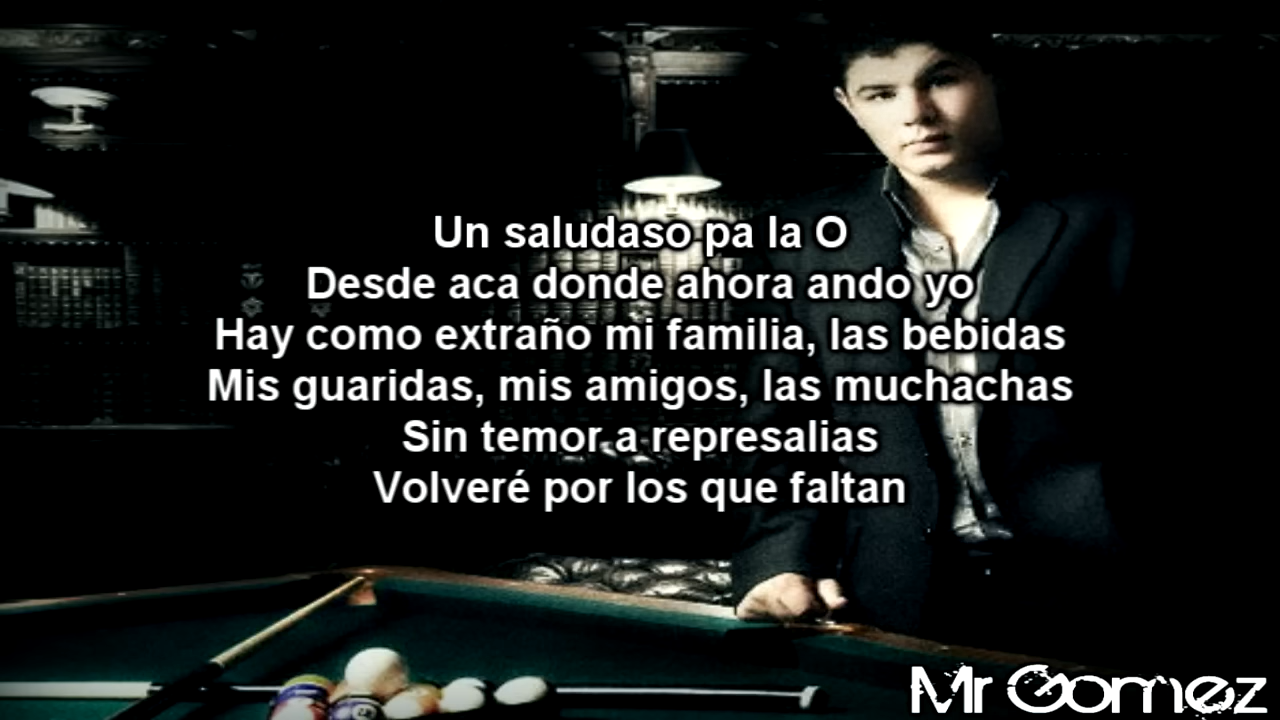 Un saludaso pa la O
Desde aca donde ahora ando yo
Hay como extraño mi familia, las bebidas
Mis guaridas, mis amigos, las muchachas
Sin temor a represalias
Volveré por los que faltan
Mr Gomez